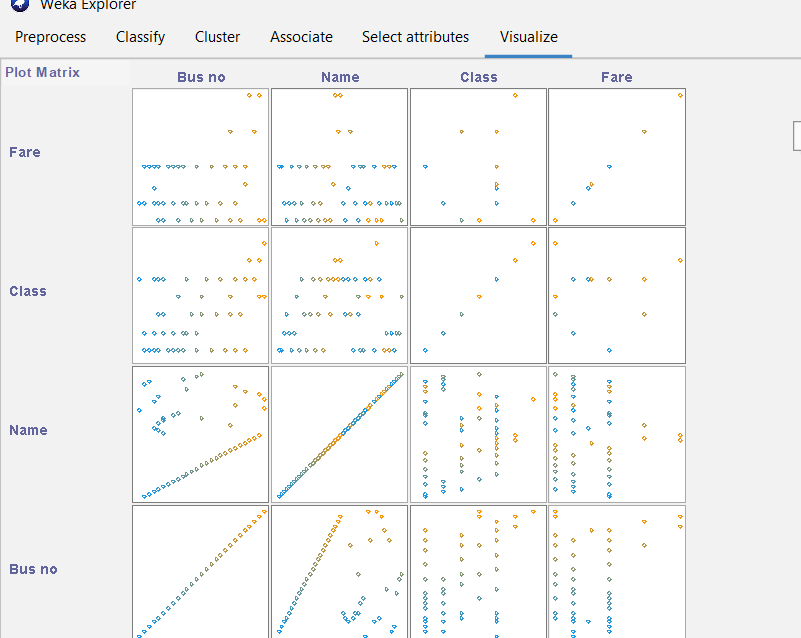 Weka Explorer
Preprocess Classify Cluster Associate Select attributes Visualize
Plot Matrix Bus no Name Class Fare
Fare
Class
Name
Bus no